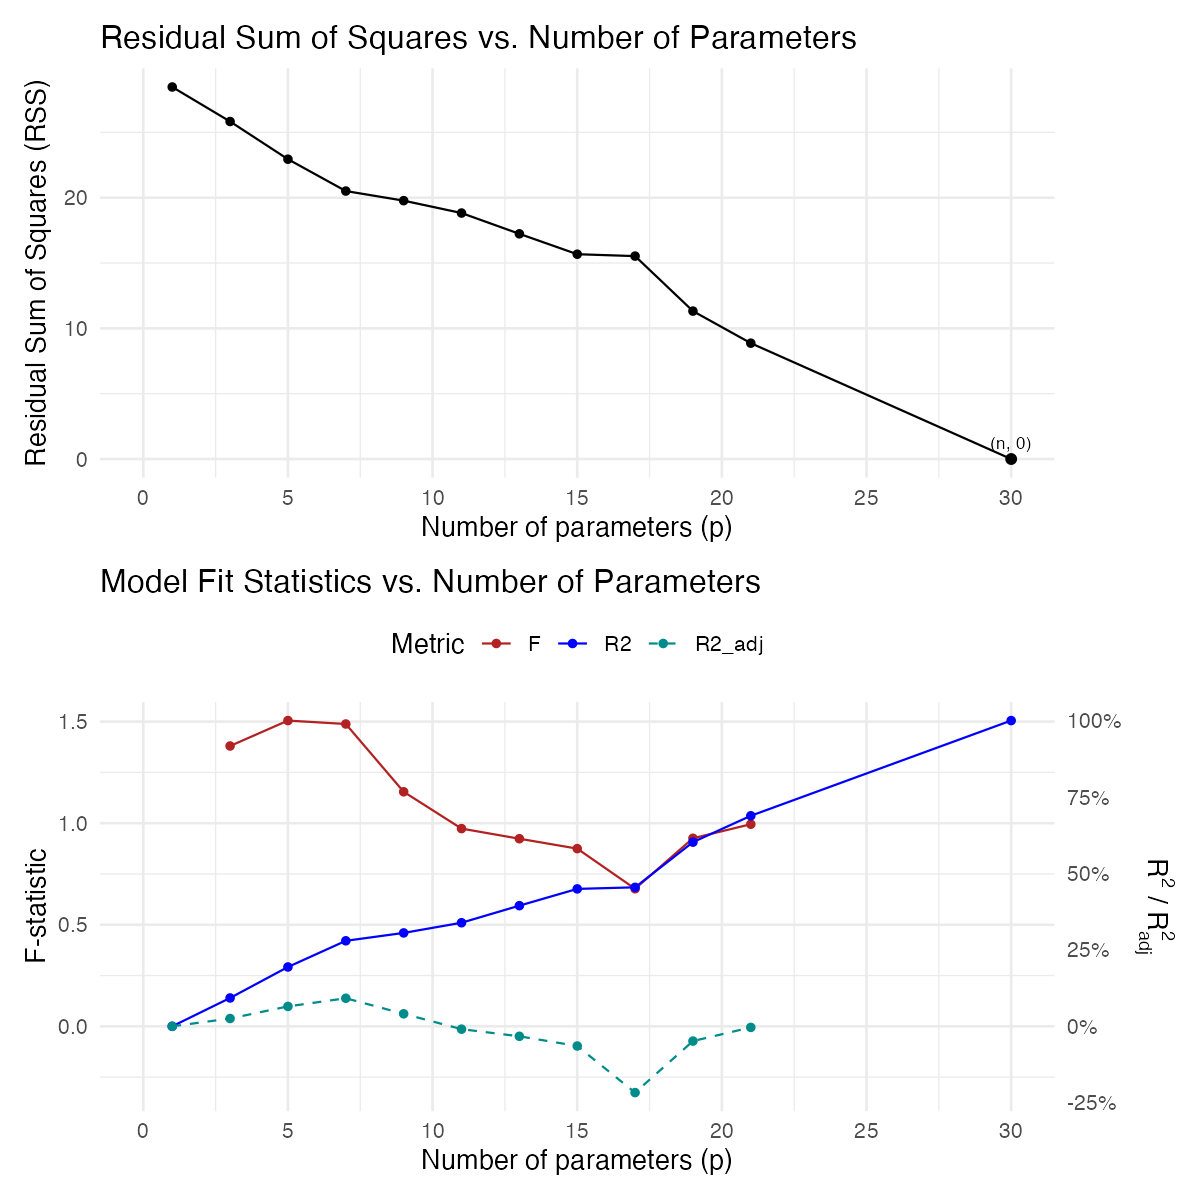 Residual Sum of Squares vs. Number of Parameters
Residual Sum of Squares (RSS)
20
10
0
(n, 0)
0 5 10 15 20 25 30
Number of parameters (p)
Model Fit Statistics vs. Number of Parameters
Metric F R2 R2_adj
F-statistic
1.5
1.0
0.5
0.0
100%
75%
50%
25%
0%
-25%
R² / R²adj
0 5 10 15 20 25 30
Number of parameters (p)